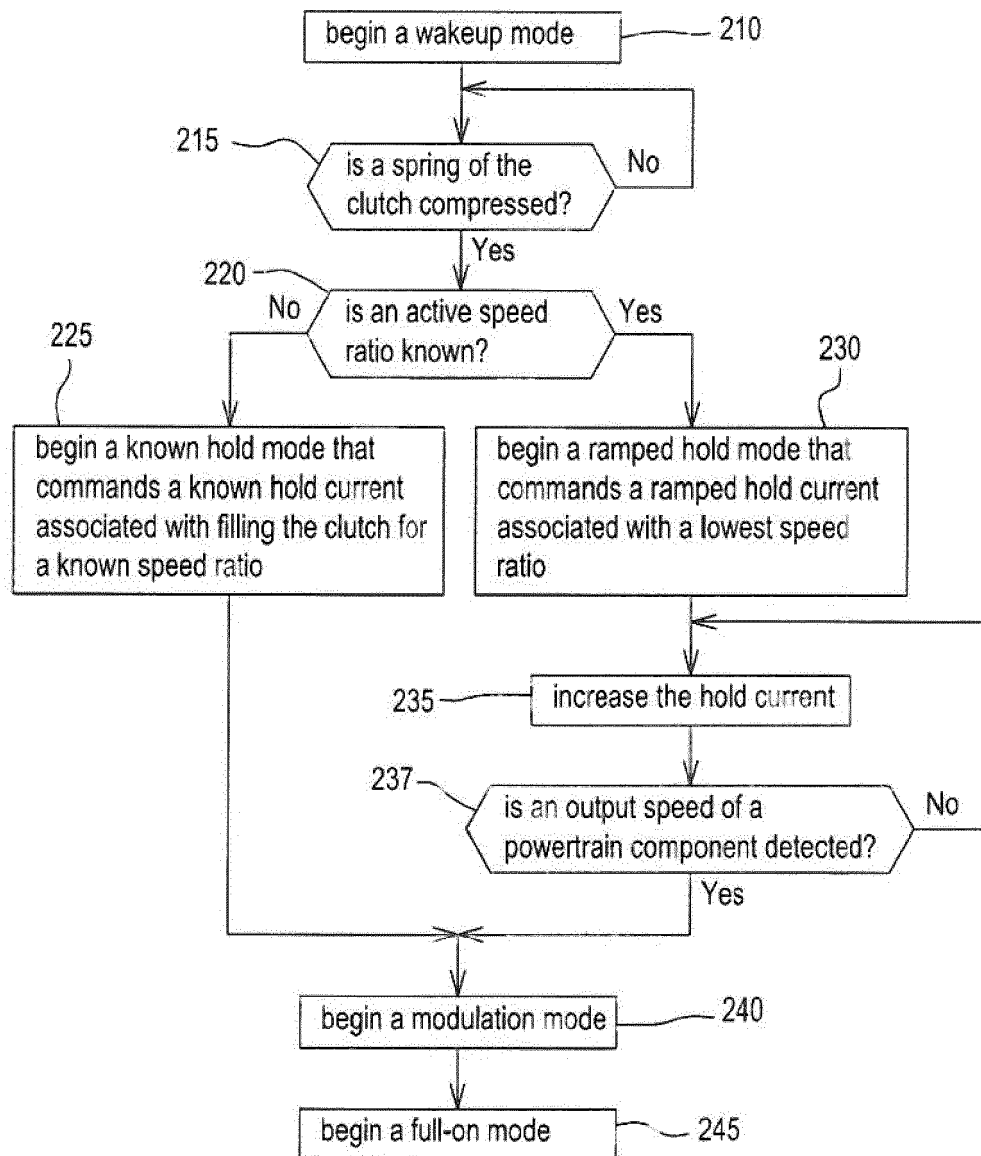 begin a wakeup mode
210
215
is a spring of the
clutch compressed?
No
Yes
220
No
is an active speed
ratio known?
Yes
225
230
begin a known hold mode that
commands a known hold current
associated with filling the clutch for
a known speed ratio
begin a ramped hold mode that
commands a ramped hold current
associated with a lowest speed
ratio
235
increase the hold current
237
is an output speed of a
powertrain component detected?
No
Yes
begin a modulation mode
240
begin a full-on mode
245